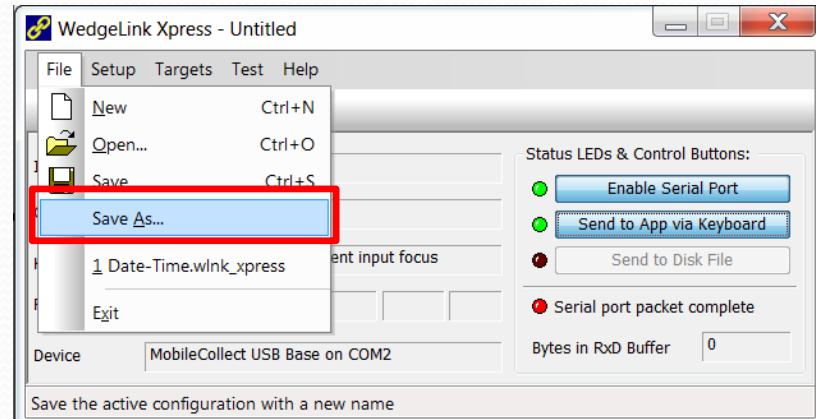 WedgeLink Xpress - Untitled
File Setup Targets Test Help
New Ctrl+N
Open... Ctrl+O
Save Ctrl+S
Save As...
1 Date-Time.wlnk_xpress
Exit
ent input focus
Device MobileCollect USB Base on COM2
Status LEDs & Control Buttons:
Enable Serial Port
Send to App via Keyboard
Send to Disk File
Serial port packet complete
Bytes in RxD Buffer 0
Save the active configuration with a new name